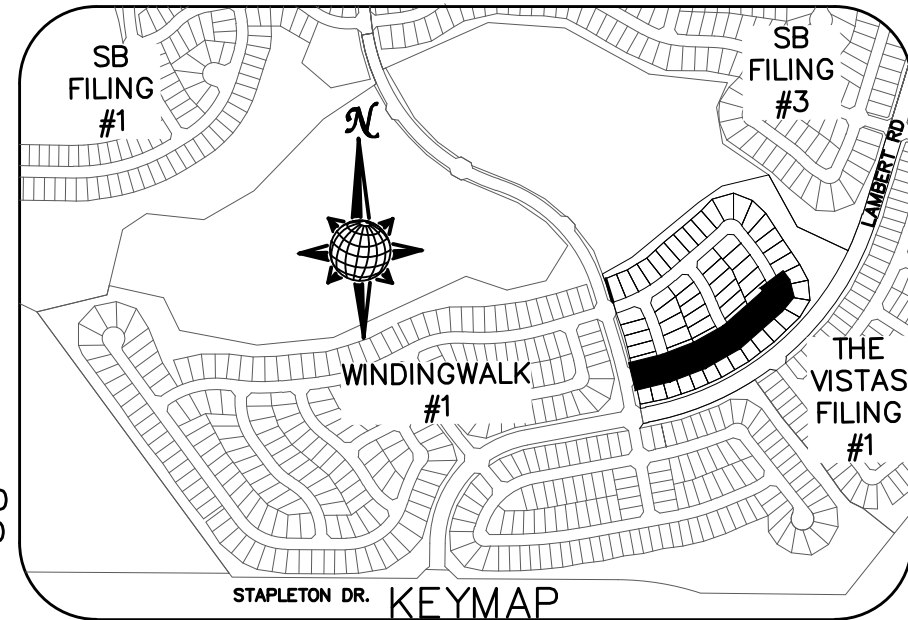 SB
FILING
#1
SB
FILING
#3
N
LAMBERT RD
WINDINGWALK
#1
THE
VISTAS
FILING
#1
STAPLETON DR.
KEYMAP